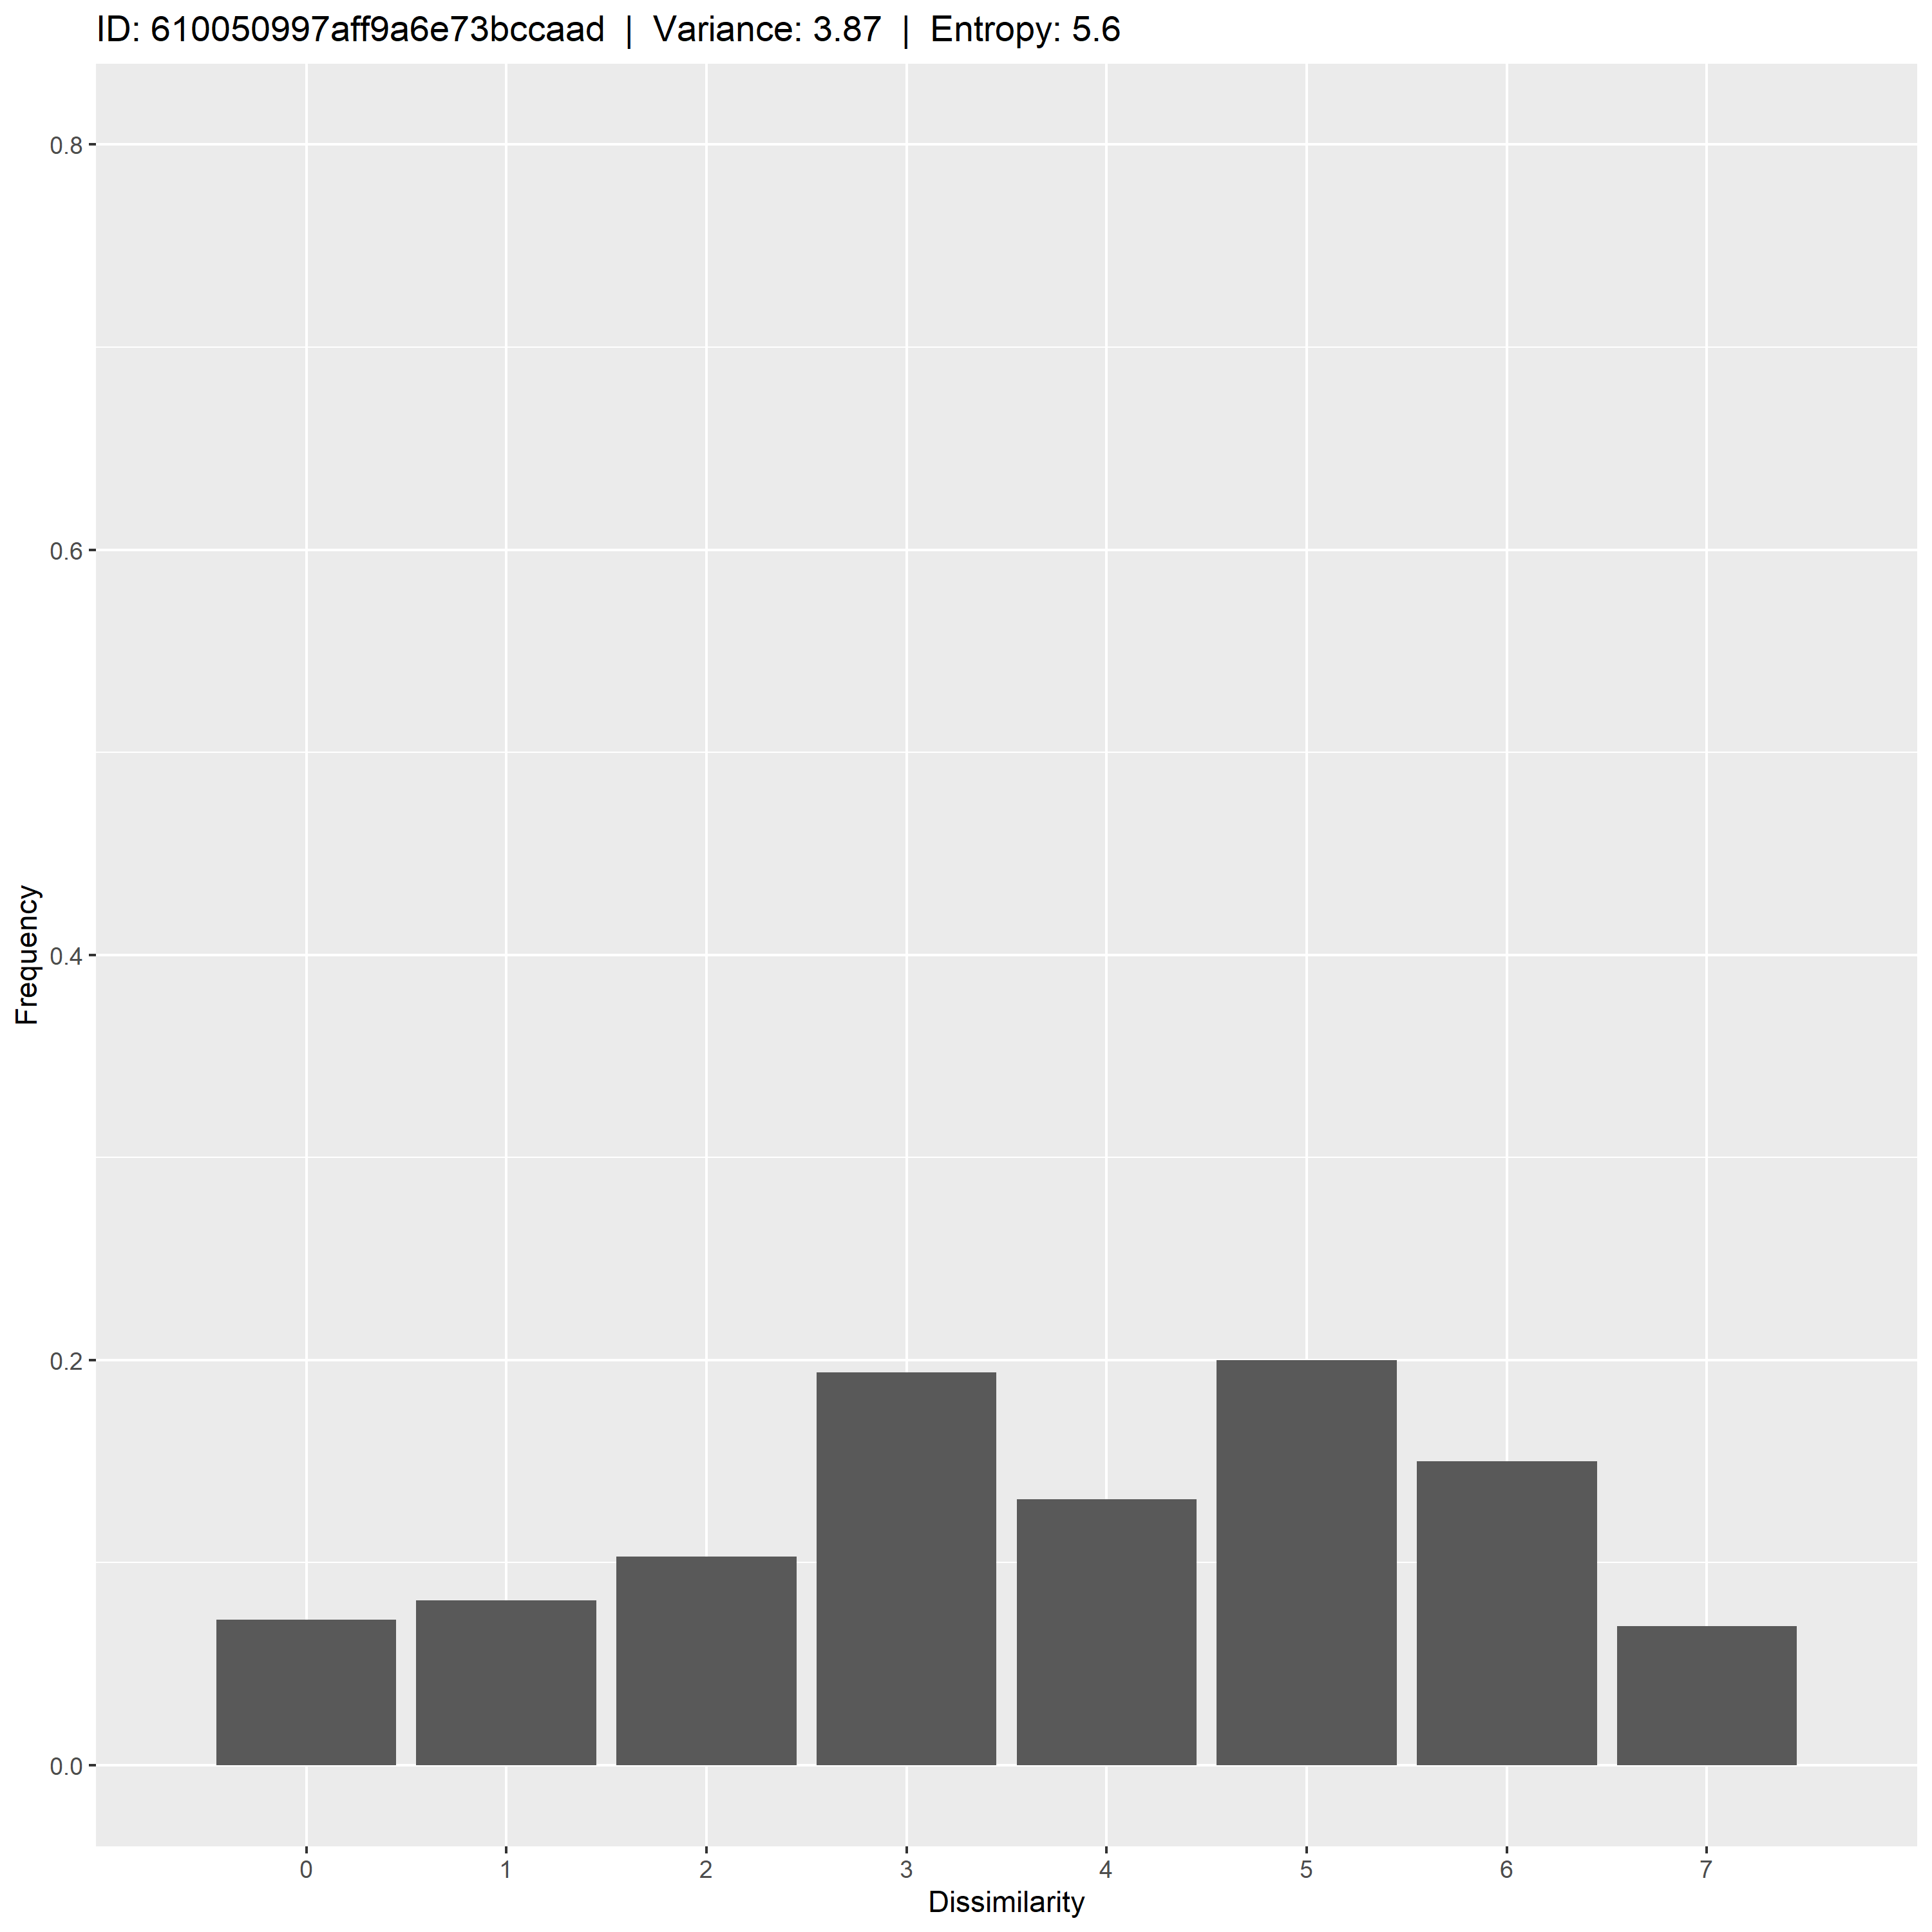 ID: 610050997aff9a6e73bccaad | Variance: 3.87 | Entropy: 5.6
Frequency
0.8
0.6
0.4
0.2
0.0
0 1 2 3 4 5 6 7
Dissimilarity